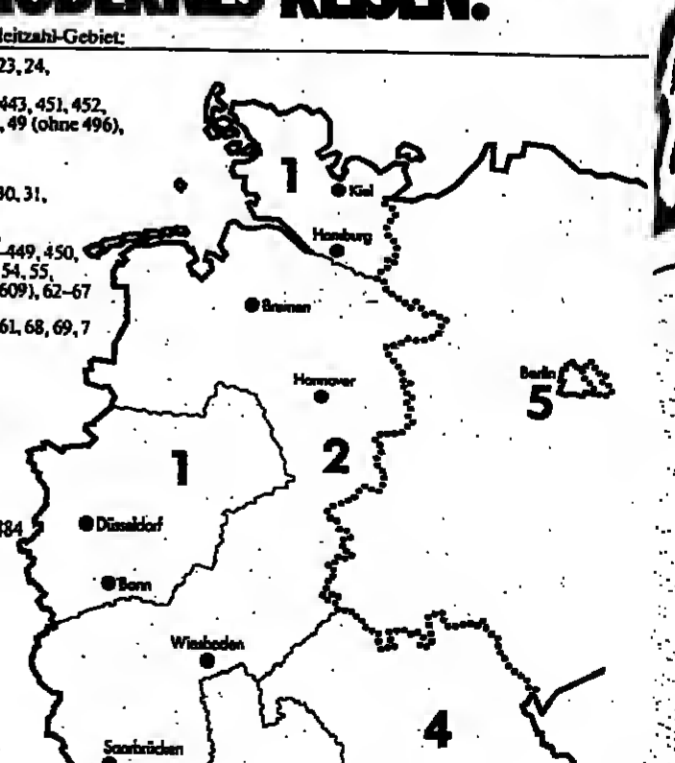 MODERNES REISEN.
leitzahl-Gebiet:
23, 24,
443, 451, 452,
, 49 (ohne 496),
30, 31,
–449, 450,
54, 55,
609), 62–67
61, 68, 69, 7
484
1
Kiel
Hamburg
Bremen
Hannover
Berlin
5
1
2
Düsseldorf
Bonn
Wiesbaden
4
Saarbrücken